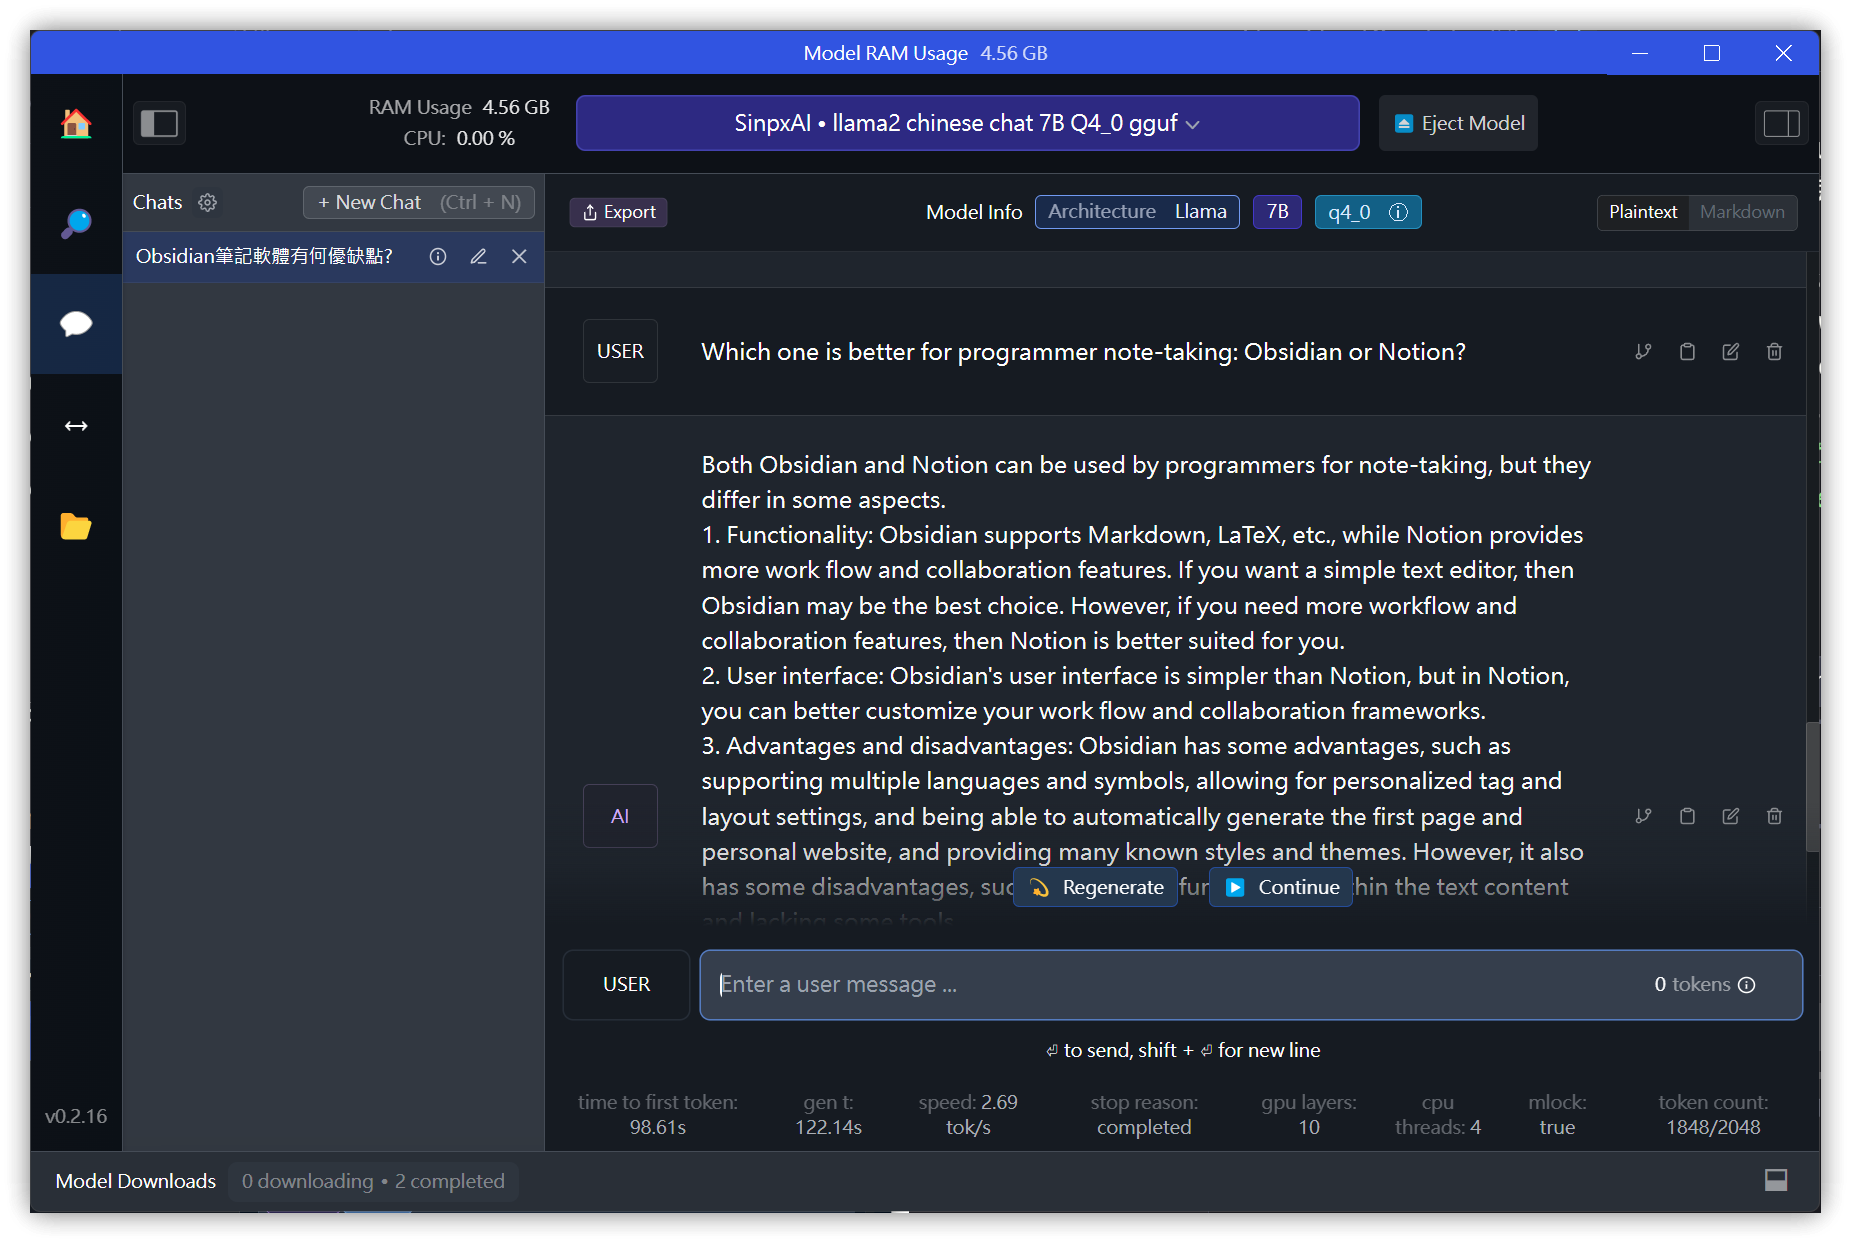 Model RAM Usage 4.56 GB
RAM Usage 4.56 GB
CPU: 0.00 %
SinpxAI • llama2 chinese chat 7B Q4_0 gguf
Eject Model
Chats
+ New Chat (Ctrl + N)
Export
Model Info
Architecture Llama
7B
q4_0
Plaintext
Markdown
Obsidian筆記軟體有何優缺點?
USER
Which one is better for programmer note-taking: Obsidian or Notion?
Both Obsidian and Notion can be used by programmers for note-taking, but they
differ in some aspects.
1. Functionality: Obsidian supports Markdown, LaTeX, etc., while Notion provides
more work flow and collaboration features. If you want a simple text editor, then
Obsidian may be the best choice. However, if you need more workflow and
collaboration features, then Notion is better suited for you.
2. User interface: Obsidian's user interface is simpler than Notion, but in Notion,
you can better customize your work flow and collaboration frameworks.
3. Advantages and disadvantages: Obsidian has some advantages, such as
supporting multiple languages and symbols, allowing for personalized tag and
AI
layout settings, and being able to automatically generate the first page and
personal website, and providing many known styles and themes. However, it also
has some disadvantages, the text content
and lacking some tools
Regenerate
Continue
USER
Enter a user message ...
0 tokens
⏎ to send, shift + ⏎ for new line
time to first token:
98.61s
gen t:
122.14s
speed: 2.69
tok/s
stop reason:
completed
gpu layers:
10
cpu
threads: 4
mlock:
true
token count:
1848/2048
v0.2.16
Model Downloads
0 downloading • 2 completed